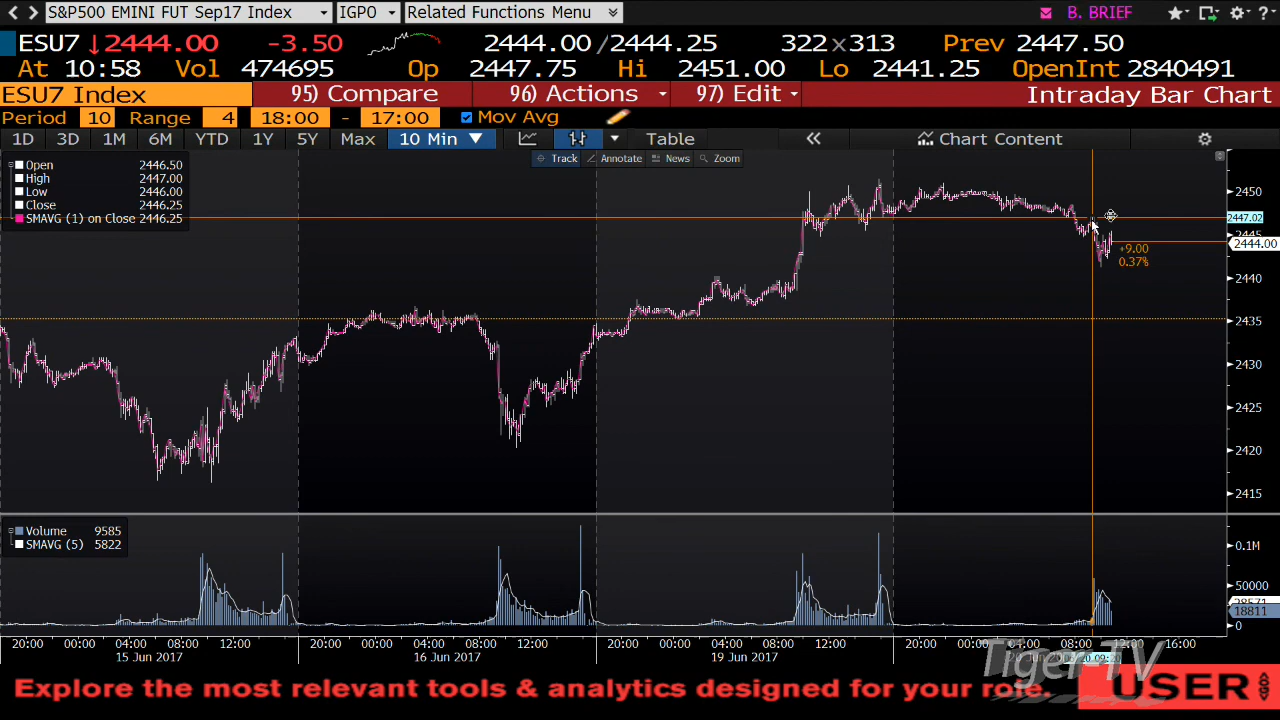 S&P500 EMINI FUT Sep17 Index IGPO Related Functions Menu B. BRIEF ?
ESU7 ↓2444.00 -3.50 2444.00/2444.25 322x313 Prev 2447.50
At 10:58 Vol 474695 Op 2447.75 Hi 2451.00 Lo 2441.25 OpenInt 2840491
ESU7 Index 95) Compare 96) Actions 97) Edit Intraday Bar Chart
Period 10 Range 4 18:00 - 17:00 Mov Avg
1D 3D 1M 6M YTD 1Y 5Y Max 10 Min ▼ Table « Chart Content
Track Annotate News Zoom
Open 2446.50
High 2447.00
Low 2446.00
Close 2446.25
SMAVG (1) on Close 2446.25
2450
2447.02
2445
2444.00
+9.00
0.37%
2440
2435
2430
2425
2420
2415
Volume 9585
SMAVG (5) 5822
0.1M
50000
18811
0
20:00 00:00 04:00 08:00 12:00 20:00 00:00 04:00 08:00 12:00 20:00 00:00 04:00 08:00 12:00 20:00 00:00 04:00 08:00 12:00 16:00
15 Jun 2017 16 Jun 2017 19 Jun 2017
Tiger-TV
Explore the most relevant tools & analytics designed for your role. USER